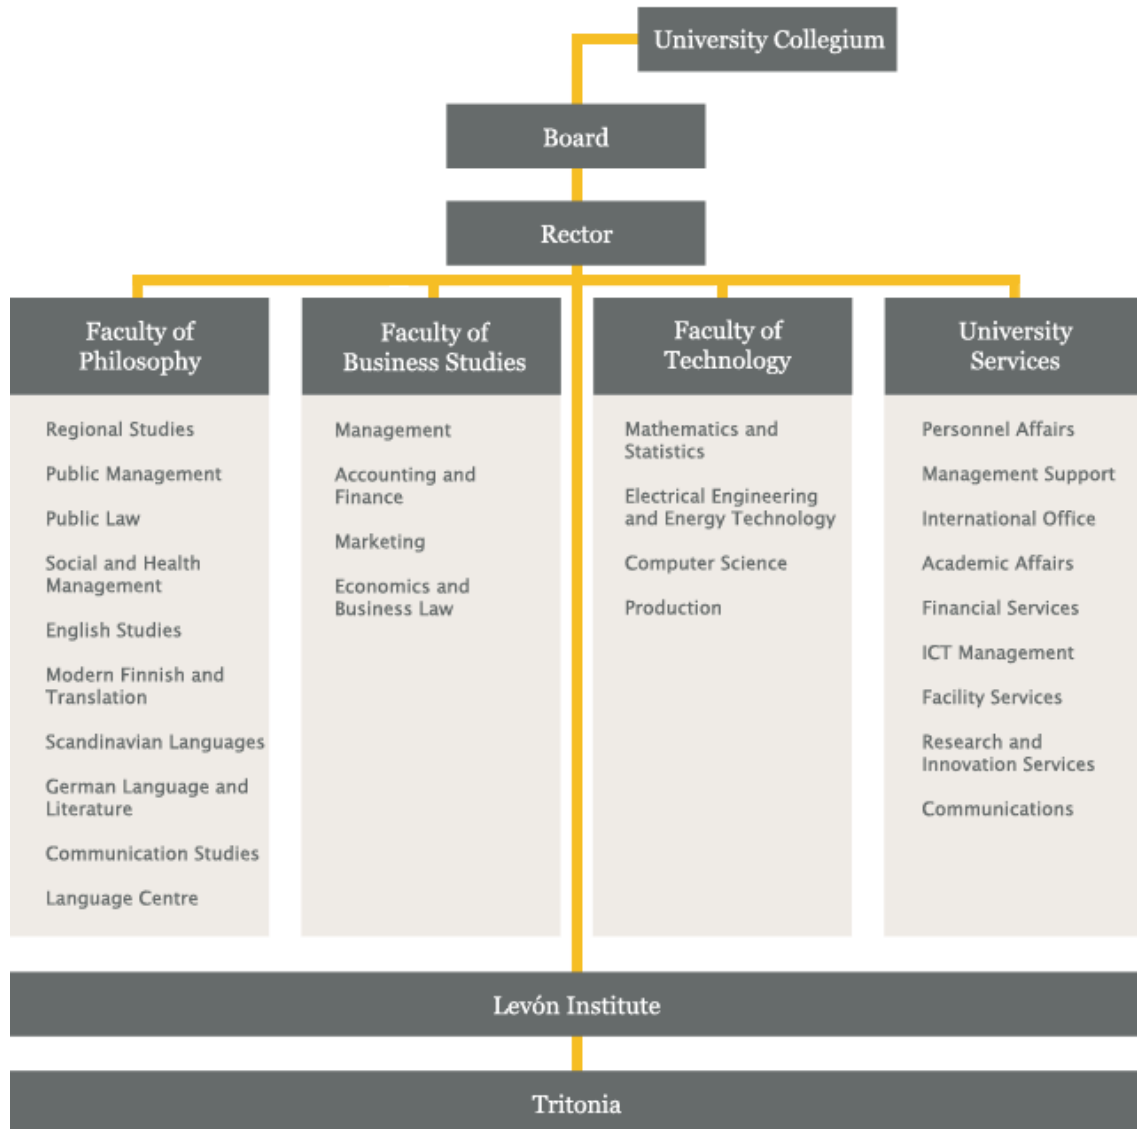 University Collegium
Board
Rector
Faculty of
Philosophy
Regional Studies
Public Management
Public Law
Social and Health
Management
English Studies
Modern Finnish and
Translation
Scandinavian Languages
German Language and
Literature
Communication Studies
Language Centre
Faculty of
Business Studies
Management
Accounting and
Finance
Marketing
Economics and
Business Law
Faculty of
Technology
Mathematics and
Statistics
Electrical Engineering
and Energy Technology
Computer Science
Production
University
Services
Personnel Affairs
Management Support
International Office
Academic Affairs
Financial Services
ICT Management
Facility Services
Research and
Innovation Services
Communications
Levón Institute
Tritonia